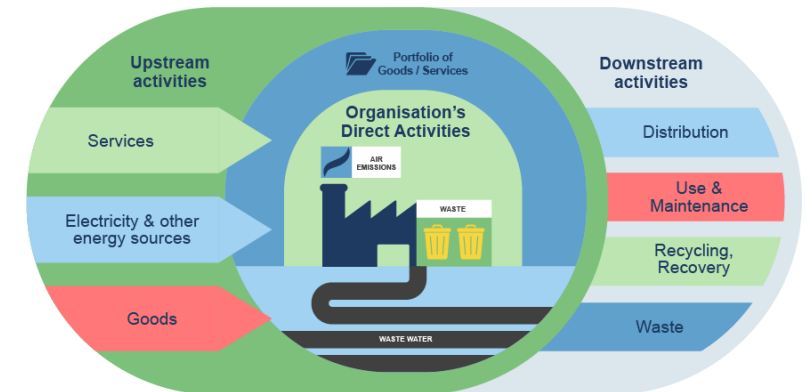 Upstream
activities
Services
Electricity & other
energy sources
Goods
Portfolio of
Goods / Services
Organisation's
Direct Activities
AIR
EMISSIONS
WASTE
WASTE WATER
Downstream
activities
Distribution
Use &
Maintenance
Recycling,
Recovery
Waste